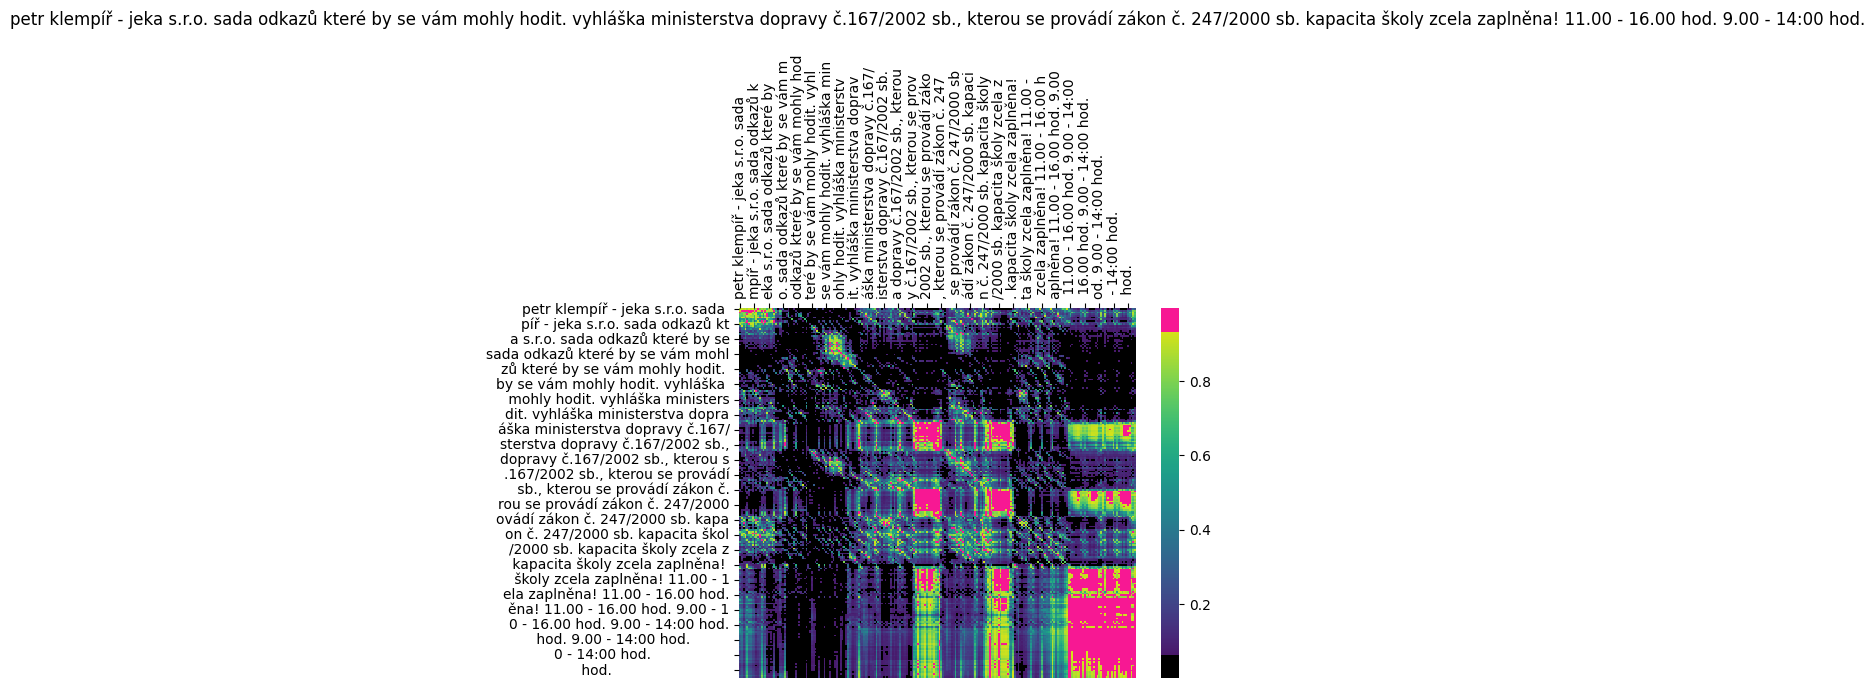 petr klempíř - jeka s.r.o. sada odkazů které by se vám mohly hodit. vyhláška ministerstva dopravy č.167/2002 sb., kterou se provádí zákon č. 247/2000 sb. kapacita školy zcela zaplněna! 11.00 - 16.00 hod. 9.00 - 14:00 hod.
petr klempíř - jeka s.r.o. sada
mpíř - jeka s.r.o. sada odkazů k
eka s.r.o. sada odkazů které by
o. sada odkazů které by se vám m
odkazů které by se vám mohly hod
teré by se vám mohly hodit. vyhl
se vám mohly hodit. vyhláška min
ohly hodit. vyhláška ministerstv
it. vyhláška ministerstva doprav
áška ministerstva dopravy č.167/
isterstva dopravy č.167/2002 sb.
a dopravy č.167/2002 sb., kterou
y č.167/2002 sb., kterou se prov
2002 sb., kterou se provádí záko
, kterou se provádí zákon č. 247
se provádí zákon č. 247/2000 sb
ádí zákon č. 247/2000 sb. kapaci
n č. 247/2000 sb. kapacita školy
/2000 sb. kapacita školy zcela z
. kapacita školy zcela zaplněna!
ta školy zcela zaplněna! 11.00 -
zcela zaplněna! 11.00 - 16.00 h
aplněna! 11.00 - 16.00 hod. 9.00
11.00 - 16.00 hod. 9.00 - 14:00
16.00 hod. 9.00 - 14:00 hod.
od. 9.00 - 14:00 hod.
- 14:00 hod.
hod.
petr klempíř - jeka s.r.o. sada
píř - jeka s.r.o. sada odkazů kt
a s.r.o. sada odkazů které by se
sada odkazů které by se vám mohl
zů které by se vám mohly hodit.
by se vám mohly hodit. vyhláška
mohly hodit. vyhláška ministers
dit. vyhláška ministerstva dopra
áška ministerstva dopravy č.167/
sterstva dopravy č.167/2002 sb.,
dopravy č.167/2002 sb., kterou s
.167/2002 sb., kterou se provádí
sb., kterou se provádí zákon č.
rou se provádí zákon č. 247/2000
ovádí zákon č. 247/2000 sb. kapa
on č. 247/2000 sb. kapacita škol
/2000 sb. kapacita školy zcela z
kapacita školy zcela zaplněna!
školy zcela zaplněna! 11.00 - 1
ela zaplněna! 11.00 - 16.00 hod.
ěna! 11.00 - 16.00 hod. 9.00 - 1
0 - 16.00 hod. 9.00 - 14:00 hod.
hod. 9.00 - 14:00 hod.
0 - 14:00 hod.
hod.
0.8
0.6
0.4
0.2